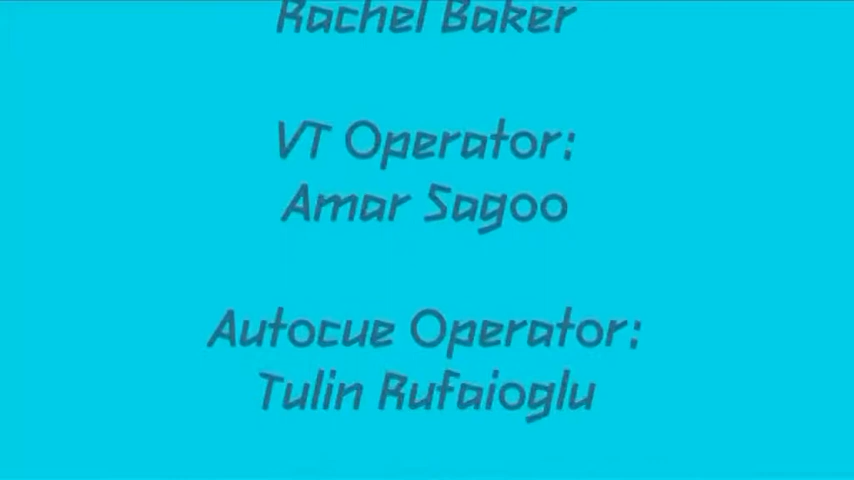 Rachel Baker
VT Operator:
Amar Sagoo
Autocue Operator:
Tulin Rufaioglu